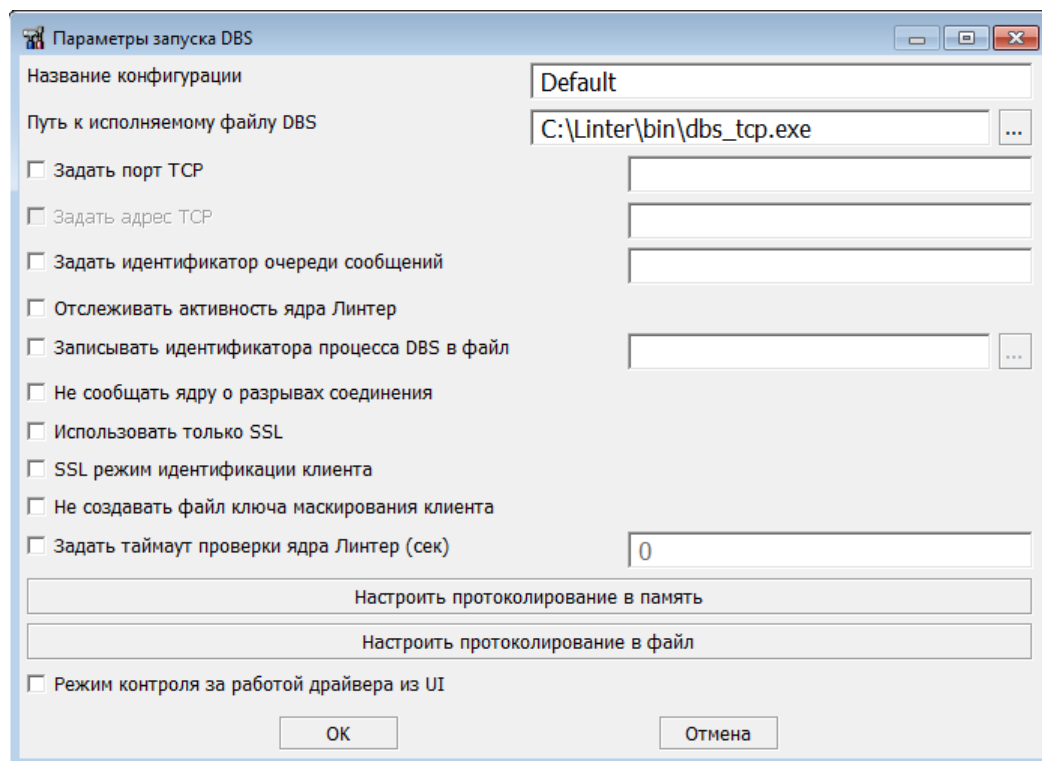 Параметры запуска DBS
Название конфигурации Default
Путь к исполняемому файлу DBS C:\Linter\bin\dbs_tcp.exe ...
Задать порт TCP
Задать адрес TCP
Задать идентификатор очереди сообщений
Отслеживать активность ядра Линтер
Записывать идентификатора процесса DBS в файл ...
Не сообщать ядру о разрывах соединения
Использовать только SSL
SSL режим идентификации клиента
Не создавать файл ключа маскирования клиента
Задать таймаут проверки ядра Линтер (сек) 0
Настроить протоколирование в память
Настроить протоколирование в файл
Режим контроля за работой драйвера из UI
ОК Отмена